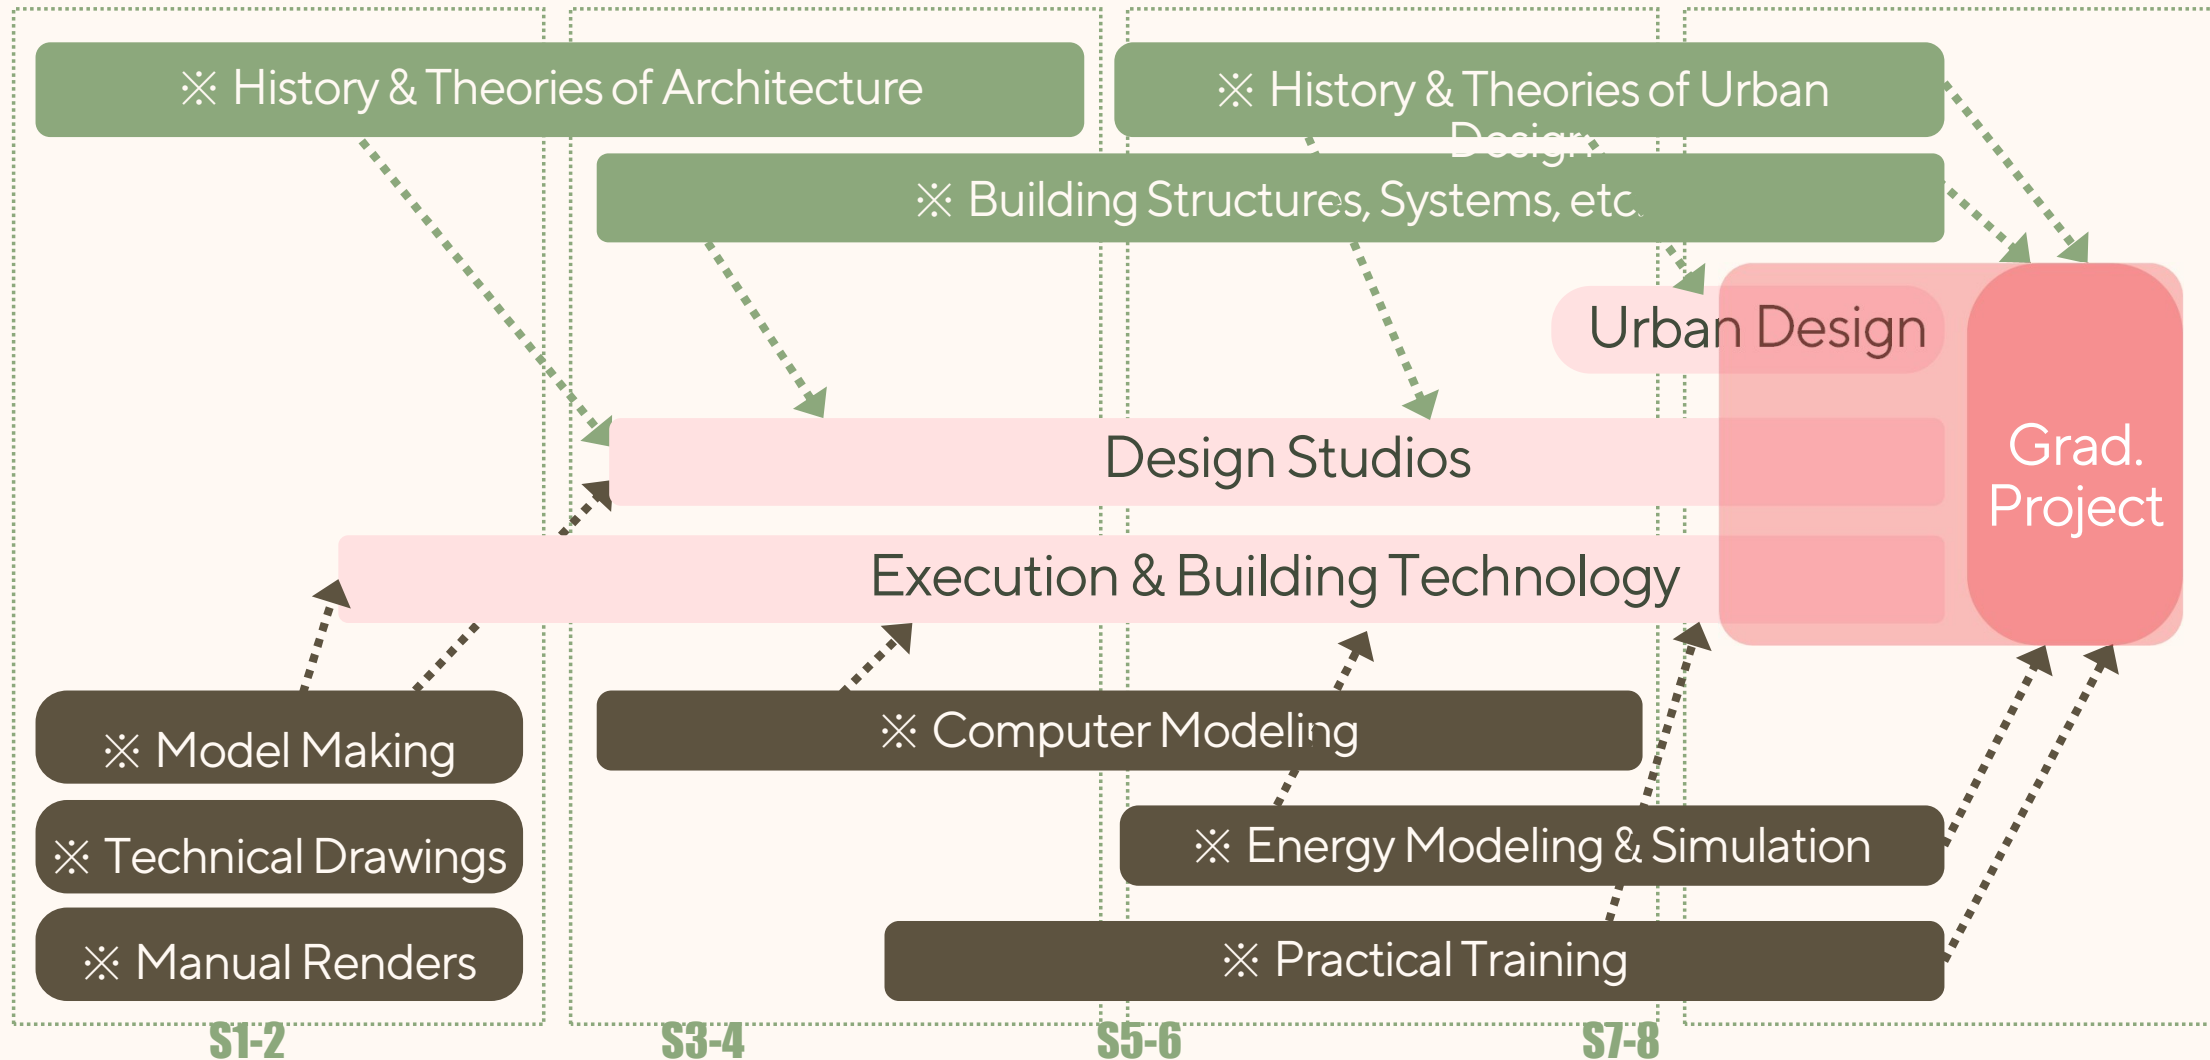 ※ History & Theories of Architecture
※ History & Theories of Urban
Design
※ Building Structures, Systems, etc.
Urban Design
Design Studios
Grad.
Project
Execution & Building Technology
※ Model Making
※ Computer Modeling
※ Technical Drawings
※ Energy Modeling & Simulation
※ Manual Renders
※ Practical Training
S1-2
S3-4
S5-6
S7-8